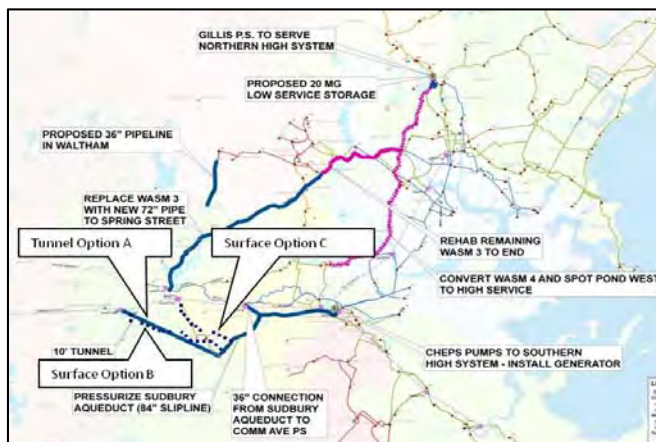 GILLIS P.S. TO SERVE
NORTHERN HIGH SYSTEM
PROPOSED 20 MG
LOW SERVICE STORAGE
PROPOSED 36" PIPELINE
IN WALTHAM
REPLACE WASM 3
WITH NEW 72" PIPE
TO SPRING STREET
Tunnel Option A
Surface Option C
REHAB REMAINING
WASM 3 TO END
CONVERT WASM 4 AND SPOT POND WEST
TO HIGH SERVICE
10' TUNNEL
Surface Option B
PRESSURIZE SUDBURY
AQUEDUCT (84" SLIPLINE)
36" CONNECTION
FROM SUDBURY
AQUEDUCT TO
COMM AVE PS
CHEPS PUMPS TO SOUTHERN
HIGH SYSTEM - INSTALL GENERATOR